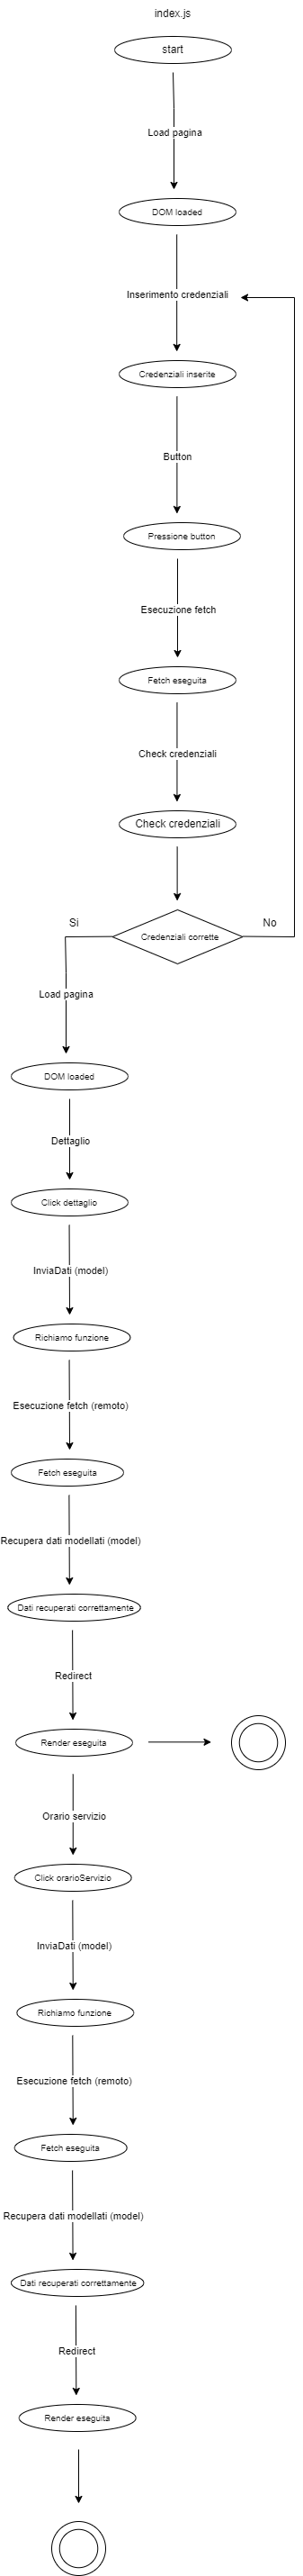 index.js
start
Load pagina
DOM loaded
Inserimento credenziali
Credenziali inserite
Button
Pressione button
Esecuzione fetch
Fetch eseguita
Check credenziali
Check credenziali
Si
No
Credenziali corrette
Load pagina
DOM loaded
Dettaglio
Click dettaglio
InviaDati (model)
Richiamo funzione
Esecuzione fetch (remoto)
Fetch eseguita
Recupera dati modellati (model)
Dati recuperati correttamente
Redirect
Render eseguita
Orario servizio
Click orarioServizio
InviaDati (model)
Richiamo funzione
Esecuzione fetch (remoto)
Fetch eseguita
Recupera dati modellati (model)
Dati recuperati correttamente
Redirect
Render eseguita